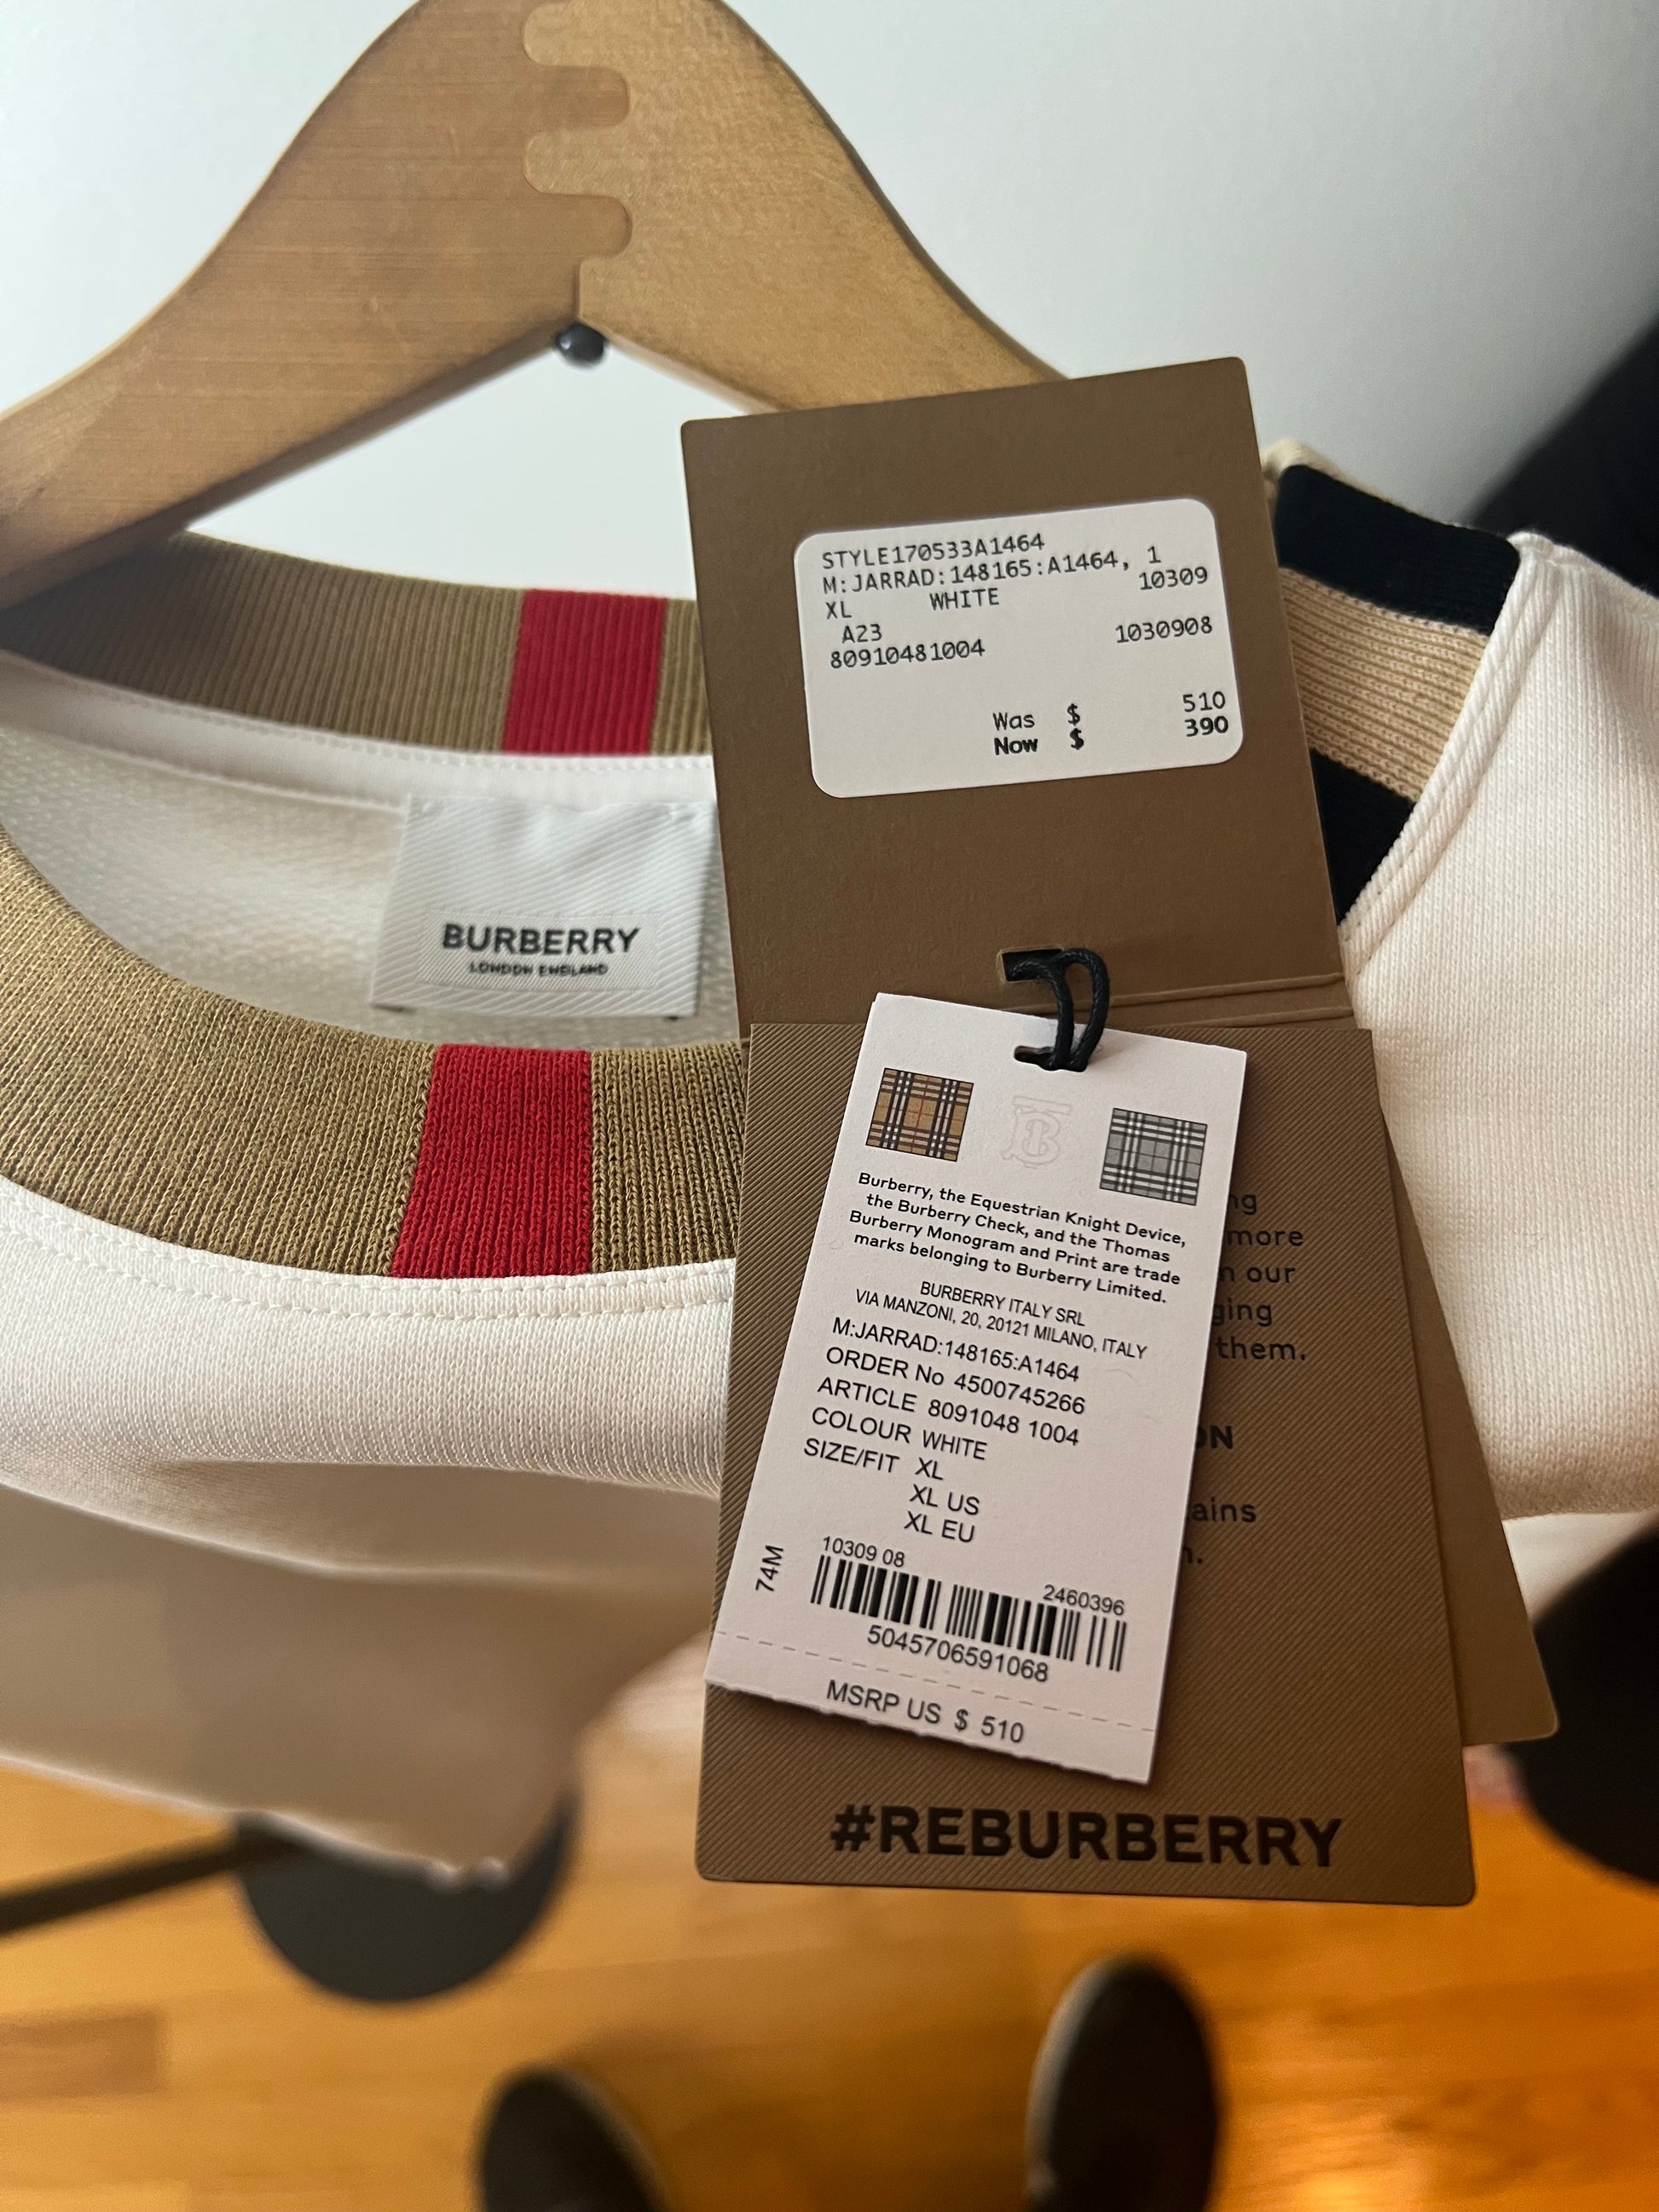 STYLE170533A1464
M:JARRAD:148165:A1464, 1
XL WHITE 10309
A23
80910481004 1030908
Was $ 510
Now $ 390
BURBERRY
LONDON ENGLAND
Burberry, the Equestrian Knight Device,
the Burberry Check, and the Thomas
Burberry Monogram and Print are trade
marks belonging to Burberry Limited.
BURBERRY ITALY SRL
VIA MANZONI, 20, 20121 MILANO, ITALY
M:JARRAD:148165:A1464
ORDER No 4500745266
ARTICLE 8091048 1004
COLOUR WHITE
SIZE/FIT XL
XL US
XL EU
74M
10309 08
2460396
5045706591068
MSRP US $ 510
more
our
them.
#REBURBERRY